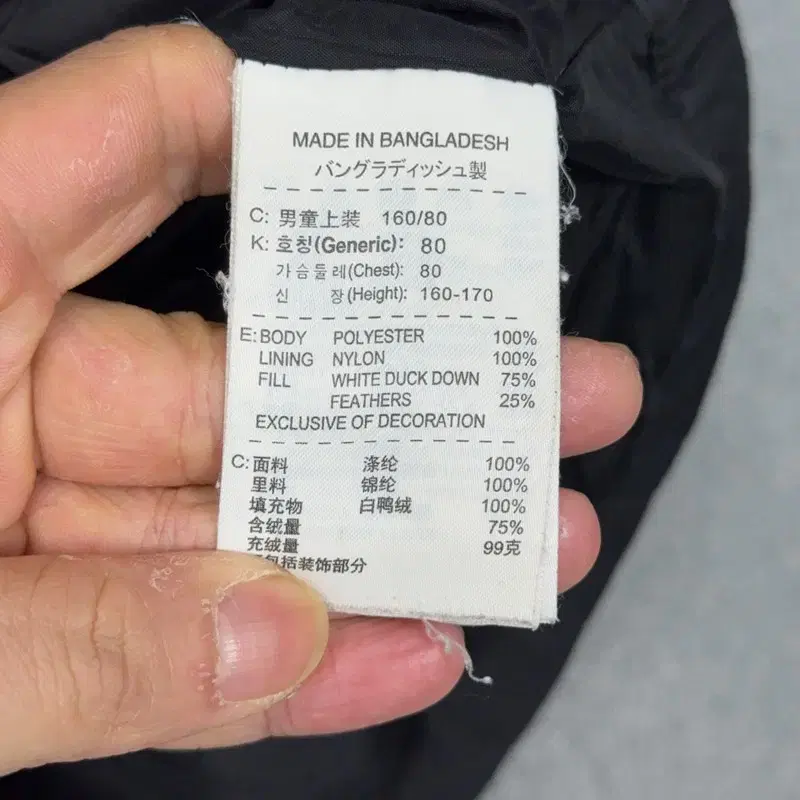 MADE IN BANGLADESH
バングラディッシュ製
C: 男童上装 160/80
K: 호칭(Generic): 80
가슴둘레(Chest): 80
신 장(Height): 160-170
E: BODY POLYESTER 100%
LINING NYLON 100%
FILL WHITE DUCK DOWN 75%
FEATHERS 25%
EXCLUSIVE OF DECORATION
C: 面料 涤纶 100%
里料 锦纶 100%
填充物 白鸭绒 100%
含绒量 75%
充绒量 99克
包括装饰部分